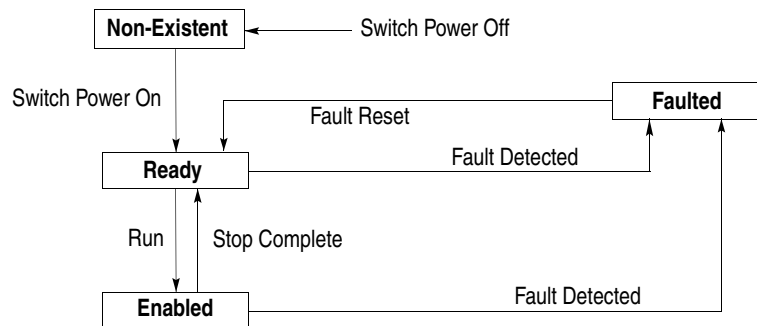 Non-Existent
Switch Power Off
Switch Power On
Faulted
Fault Reset
Fault Detected
Ready
Run
Stop Complete
Fault Detected
Enabled